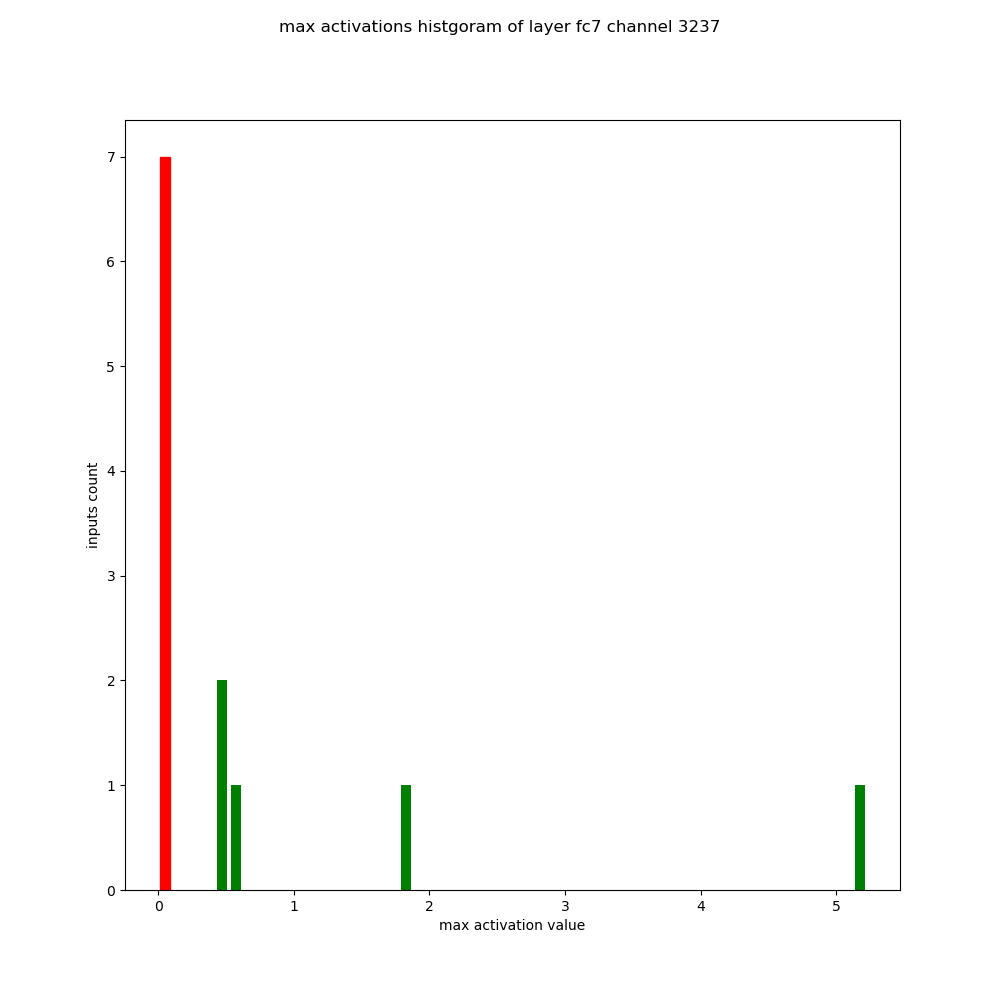 max activations histgoram of layer fc7 channel 3237
7
6
5
4
3
2
1
0
inputs count
0 1 2 3 4 5
max activation value